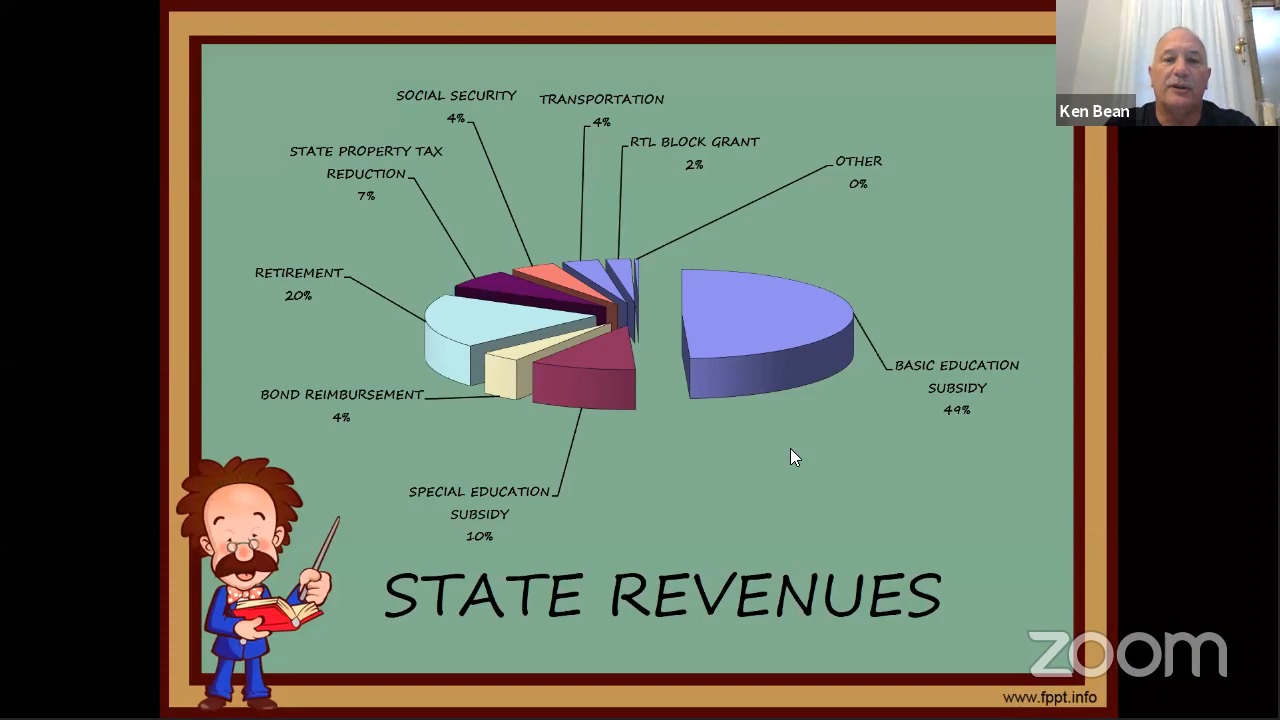 Ken Bean
SOCIAL SECURITY
4%
TRANSPORTATION
4%
RTL BLOCK GRANT
2%
OTHER
0%
STATE PROPERTY TAX
REDUCTION
7%
RETIREMENT
20%
BASIC EDUCATION
SUBSIDY
49%
BOND REIMBURSEMENT
4%
SPECIAL EDUCATION
SUBSIDY
10%
STATE REVENUES
zoom
www.fppt.info